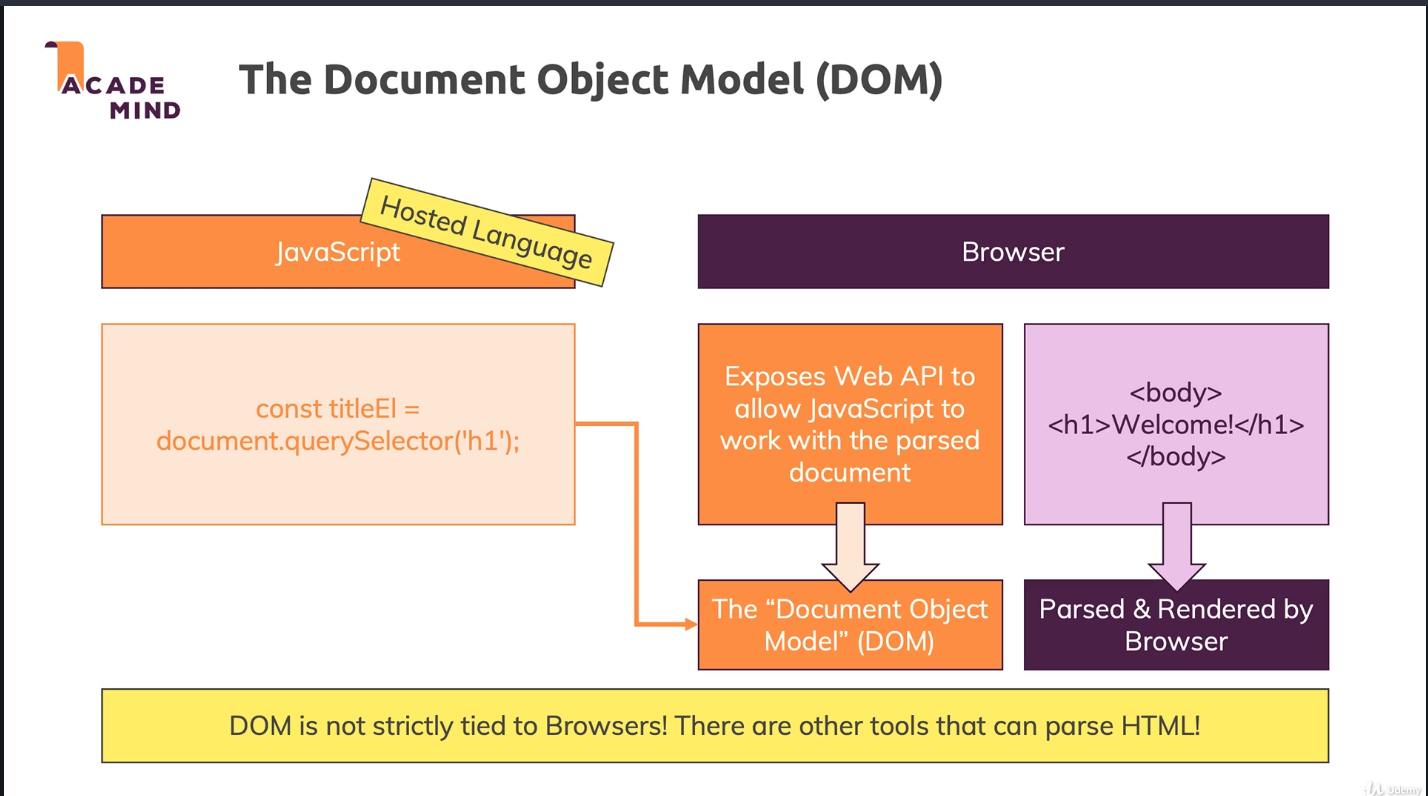 ACADE
MIND
The Document Object Model (DOM)
Hosted Language
JavaScript
Browser
const titleEl =
document.querySelector('h1');
Exposes Web API to
allow JavaScript to
work with the parsed
document
<body>
<h1>Welcome!</h1>
</body>
The “Document Object
Model” (DOM)
Parsed & Rendered by
Browser
DOM is not strictly tied to Browsers! There are other tools that can parse HTML!
Udemy